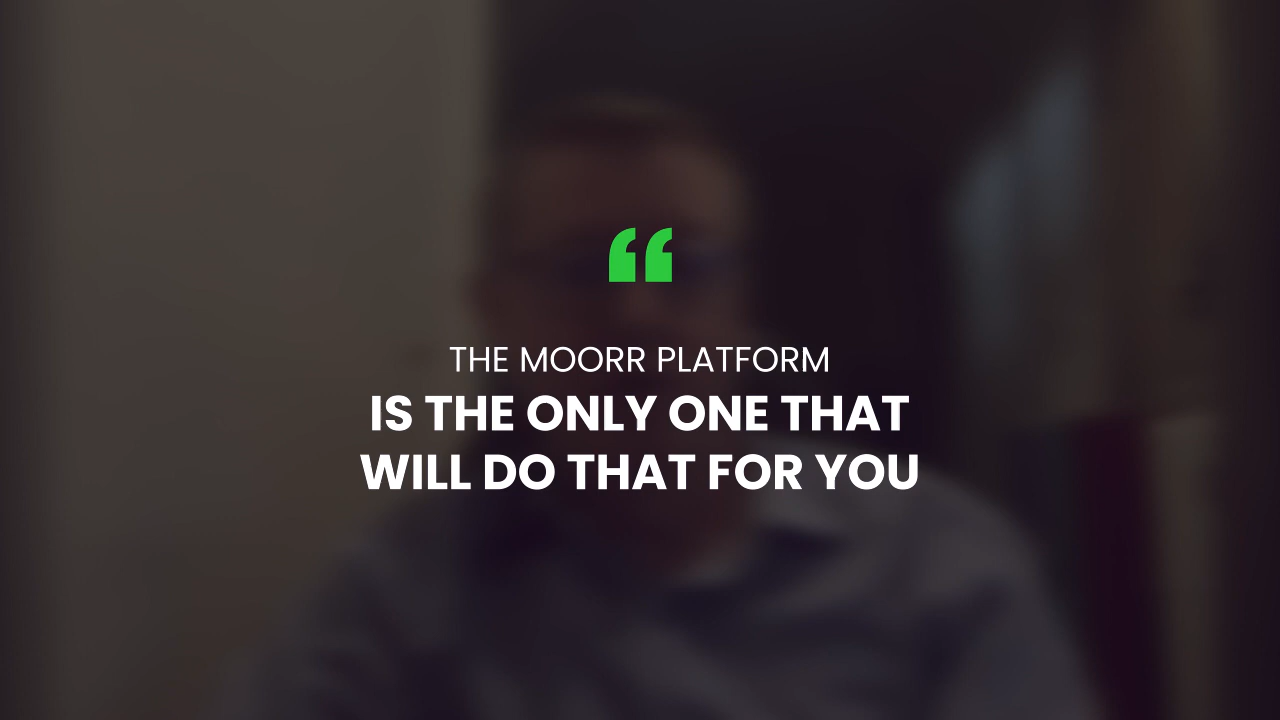 “
THE MOORR PLATFORM
IS THE ONLY ONE THAT
WILL DO THAT FOR YOU